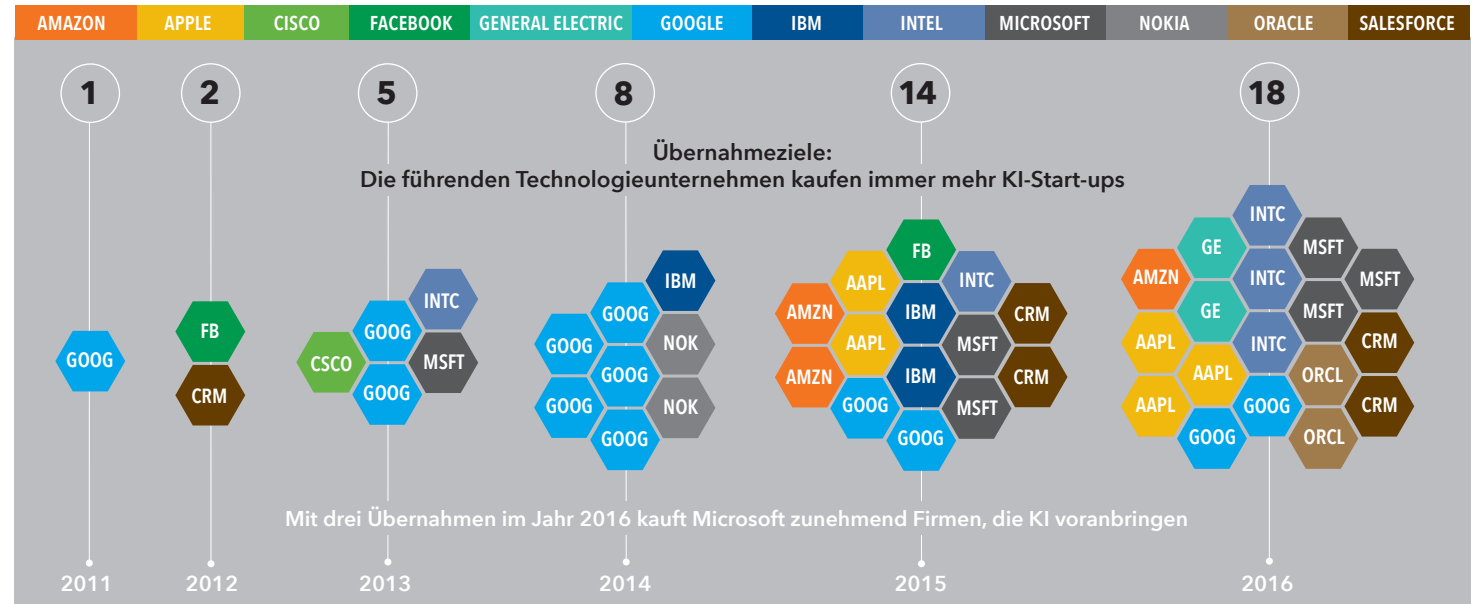 AMAZON APPLE CISCO FACEBOOK GENERAL ELECTRIC GOOGLE IBM INTEL MICROSOFT NOKIA ORACLE SALESFORCE
1 2 5 8 14 18
Übernahmeziele:
Die führenden Technologieunternehmen kaufen immer mehr KI-Start-ups
GOOG
FB
CRM
CSCO
GOOG
GOOG
INTC
MSFT
GOOG
GOOG
GOOG
GOOG
GOOG
IBM
NOK
NOK
AMZN
AMZN
AAPL
AAPL
GOOG
FB
IBM
IBM
GOOG
INTC
MSFT
MSFT
CRM
CRM
AMZN
AAPL
AAPL
GE
GE
AAPL
GOOG
INTC
INTC
INTC
GOOG
MSFT
MSFT
ORCL
ORCL
MSFT
CRM
CRM
Mit drei Übernahmen im Jahr 2016 kauft Microsoft zunehmend Firmen, die KI voranbringen
2011 2012 2013 2014 2015 2016